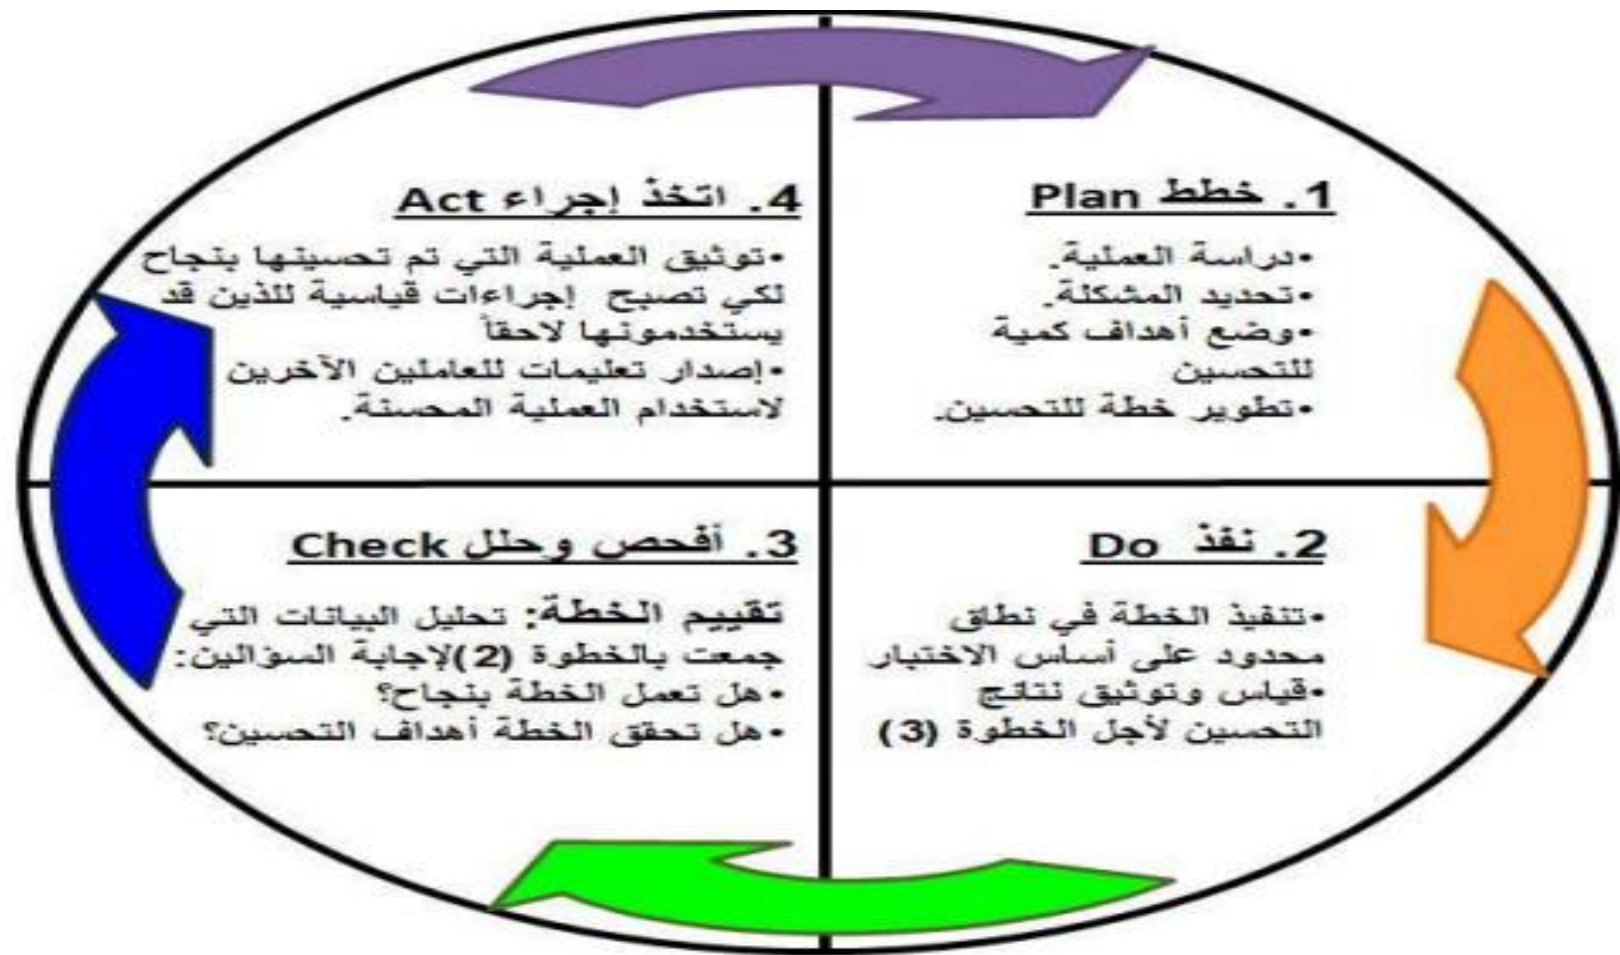 1. خطط Plan
•دراسة العملية.
•تحديد المشكلة.
•وضع أهداف كمية
للتحسين
•تطوير خطة للتحسين.
2. نفذ Do
•تنفيذ الخطة في نطاق
محدود على أساس الاختبار
•قياس وتوثيق نتائج
التحسين لأجل الخطوة (3)
3. أفحص وحلل Check
تقييم الخطة: تحليل البيانات التي
جمعت بالخطوة (2)لإجابة السؤالين:
•هل تعمل الخطة بنجاح؟
•هل تحقق الخطة أهداف التحسين؟
4. اتخذ إجراء Act
•توثيق العملية التي تم تحسينها بنجاح
لكي تصبح إجراءات قياسية للذين قد
يستخدمونها لاحقاً
•إصدار تعليمات للعاملين الآخرين
لاستخدام العملية المحسنة.